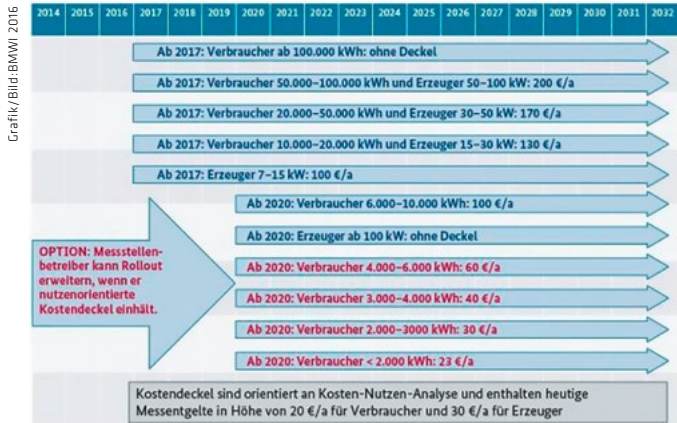 Grafik/Bild:BMWI 2016
2014 2015 2016 2017 2018 2019 2020 2021 2022 2023 2024 2025 2026 2027 2028 2029 2030 2031 2032
Ab 2017: Verbraucher ab 100.000 kWh: ohne Deckel
Ab 2017: Verbraucher 50.000–100.000 kWh und Erzeuger 50–100 kW: 200 €/a
Ab 2017: Verbraucher 20.000–50.000 kWh und Erzeuger 30–50 kW: 170 €/a
Ab 2017: Verbraucher 10.000–20.000 kWh und Erzeuger 15–30 kW: 130 €/a
Ab 2017: Erzeuger 7–15 kW: 100 €/a
Ab 2020: Verbraucher 6.000–10.000 kWh: 100 €/a
Ab 2020: Erzeuger ab 100 kW: ohne Deckel
OPTION: Messstellen-
betreiber kann Rollout
erweitern, wenn er
nutzenorientierte
Kostendeckel einhält.
Ab 2020: Verbraucher 4.000–6.000 kWh: 60 €/a
Ab 2020: Verbraucher 3.000–4.000 kWh: 40 €/a
Ab 2020: Verbraucher 2.000–3000 kWh: 30 €/a
Ab 2020: Verbraucher < 2.000 kWh: 23 €/a
Kostendeckel sind orientiert an Kosten-Nutzen-Analyse und enthalten heutige
Messentgelte in Höhe von 20 €/a für Verbraucher und 30 €/a für Erzeuger